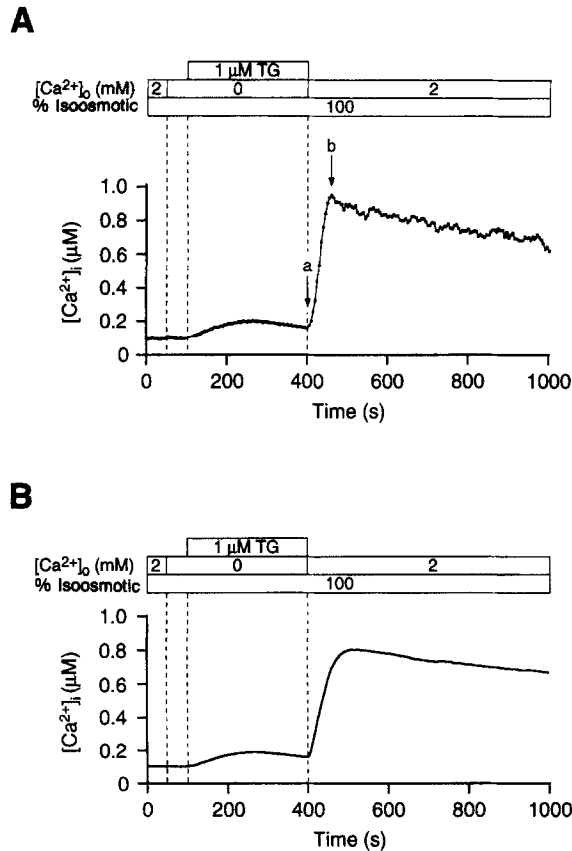 A
1 μM TG
[Ca²⁺]ₒ (mM) 2 0 2
% Isoosmotic 100
b
a
1.0
0.8
0.6
0.4
0.2
0
[Ca²⁺]ᵢ (μM)
0 200 400 600 800 1000
Time (s)
B
1 μM TG
[Ca²⁺]ₒ (mM) 2 0 2
% Isoosmotic 100
1.0
0.8
0.6
0.4
0.2
0
[Ca²⁺]ᵢ (μM)
0 200 400 600 800 1000
Time (s)